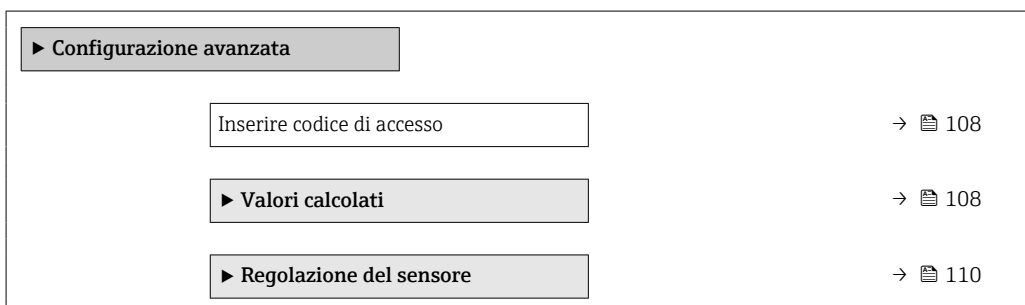 ▶ Configurazione avanzata
Inserire codice di accesso → 108
▶ Valori calcolati → 108
▶ Regolazione del sensore → 110